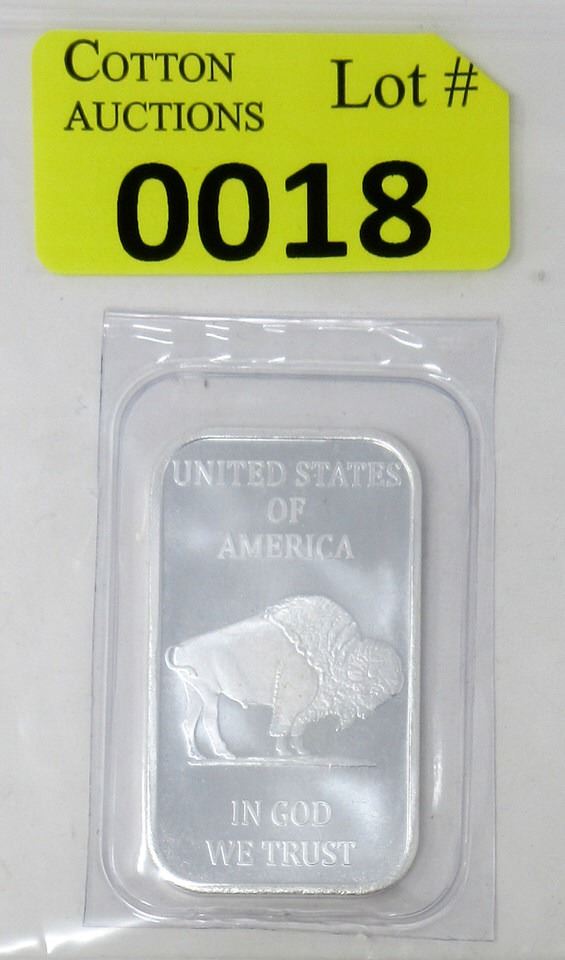 COTTON
AUCTIONS
Lot #
0018
UNITED STATES
OF
AMERICA
IN GOD
WE TRUST